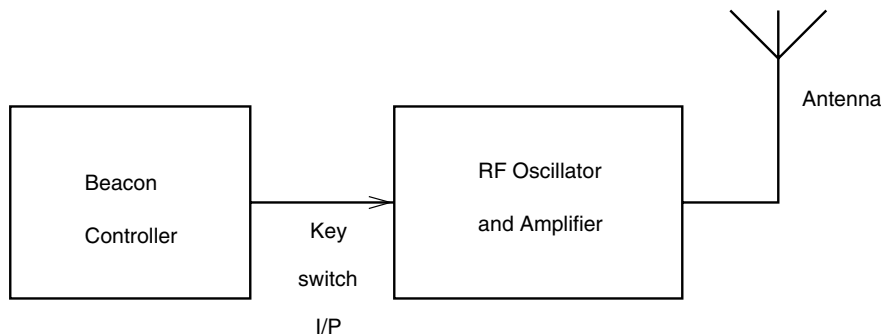 Beacon
Controller
Key
switch
I/P
RF Oscillator
and Amplifier
Antenna